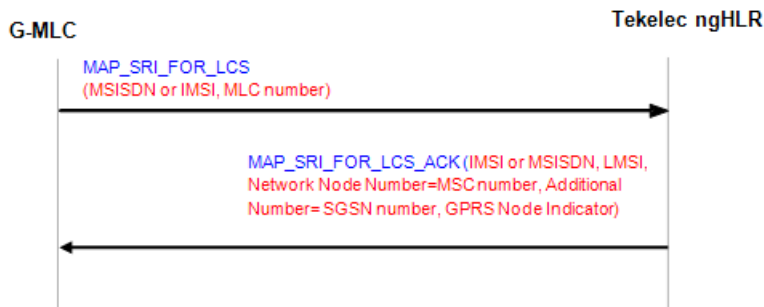 G-MLC
Tekelec ngHLR
MAP_SRI_FOR_LCS
(MSISDN or IMSI, MLC number)
MAP_SRI_FOR_LCS_ACK(IMSI or MSISDN, LMSI,
Network Node Number=MSC number, Additional
Number= SGSN number, GPRS Node Indicator)